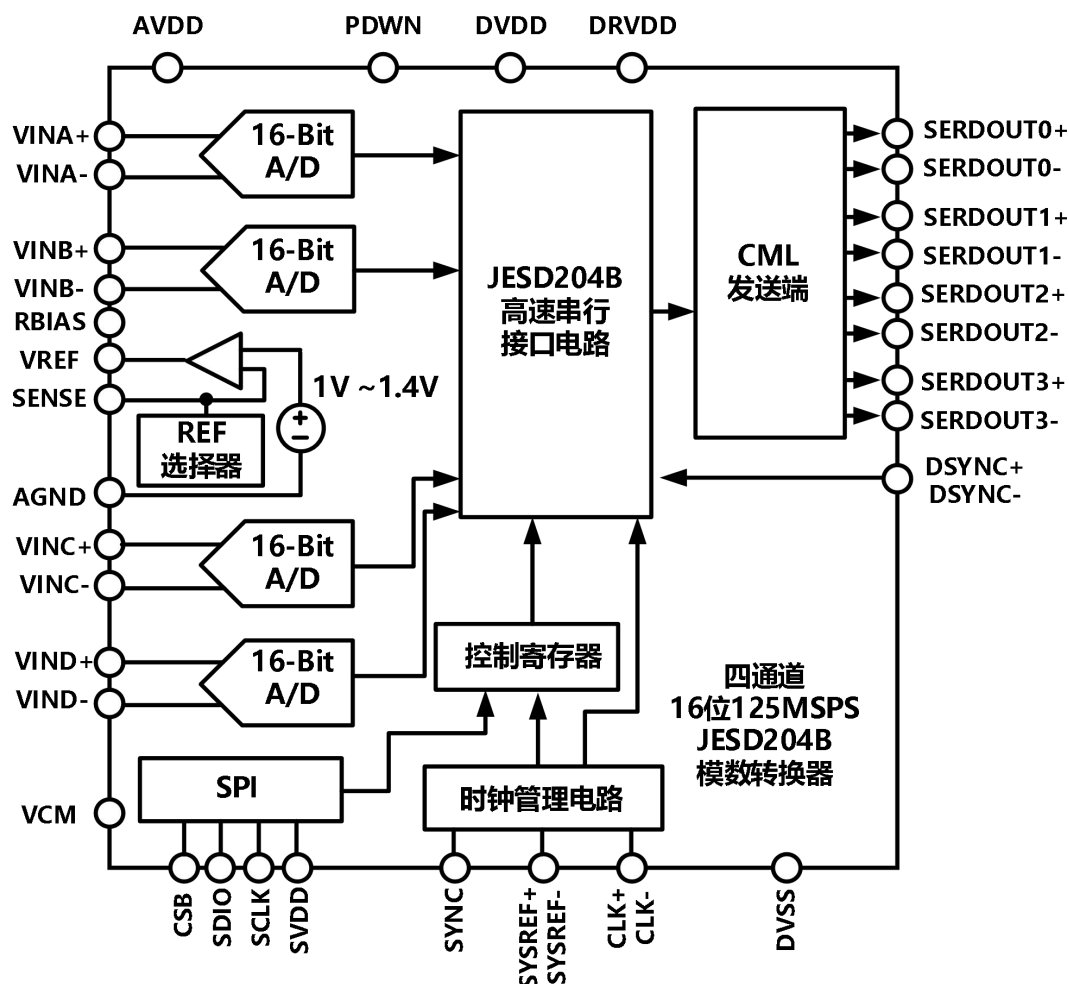 AVDD
PDWN
DVDD
DRVDD
VINA+
VINA-
VINB+
VINB-
RBIAS
VREF
SENSE
AGND
VINC+
VINC-
VIND+
VIND-
VCM
16-Bit
A/D
16-Bit
A/D
1V ~1.4V
+
−
REF
选择器
16-Bit
A/D
16-Bit
A/D
SPI
JESD204B
高速串行
接口电路
控制寄存器
时钟管理电路
CML
发送端
SERDOUT0+
SERDOUT0-
SERDOUT1+
SERDOUT1-
SERDOUT2+
SERDOUT2-
SERDOUT3+
SERDOUT3-
DSYNC+
DSYNC-
四通道
16位125MSPS
JESD204B
模数转换器
CSB
SDIO
SCLK
SVDD
SYNC
SYSREF+
SYSREF-
CLK+
CLK-
DVSS